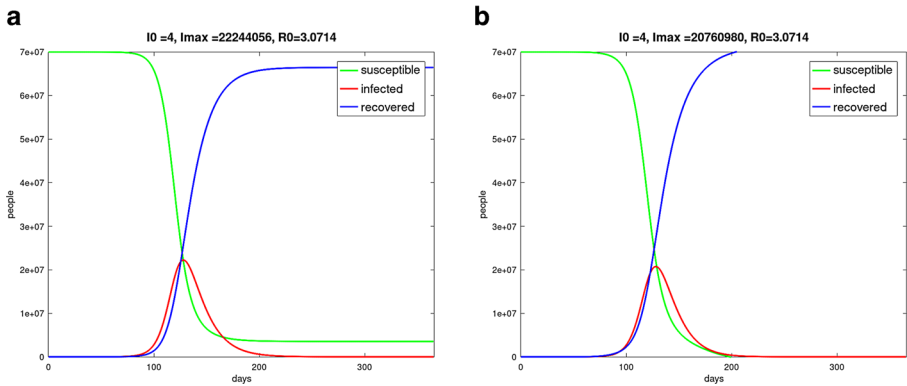 a
I0 =4, Imax =22244056, R0=3.0714
7e+07
6e+07
5e+07
4e+07
3e+07
2e+07
1e+07
0
people
susceptible
infected
recovered
0 100 200 300
days
b
I0 =4, Imax =20760980, R0=3.0714
7e+07
6e+07
5e+07
4e+07
3e+07
2e+07
1e+07
0
people
susceptible
infected
recovered
0 100 200 300
days